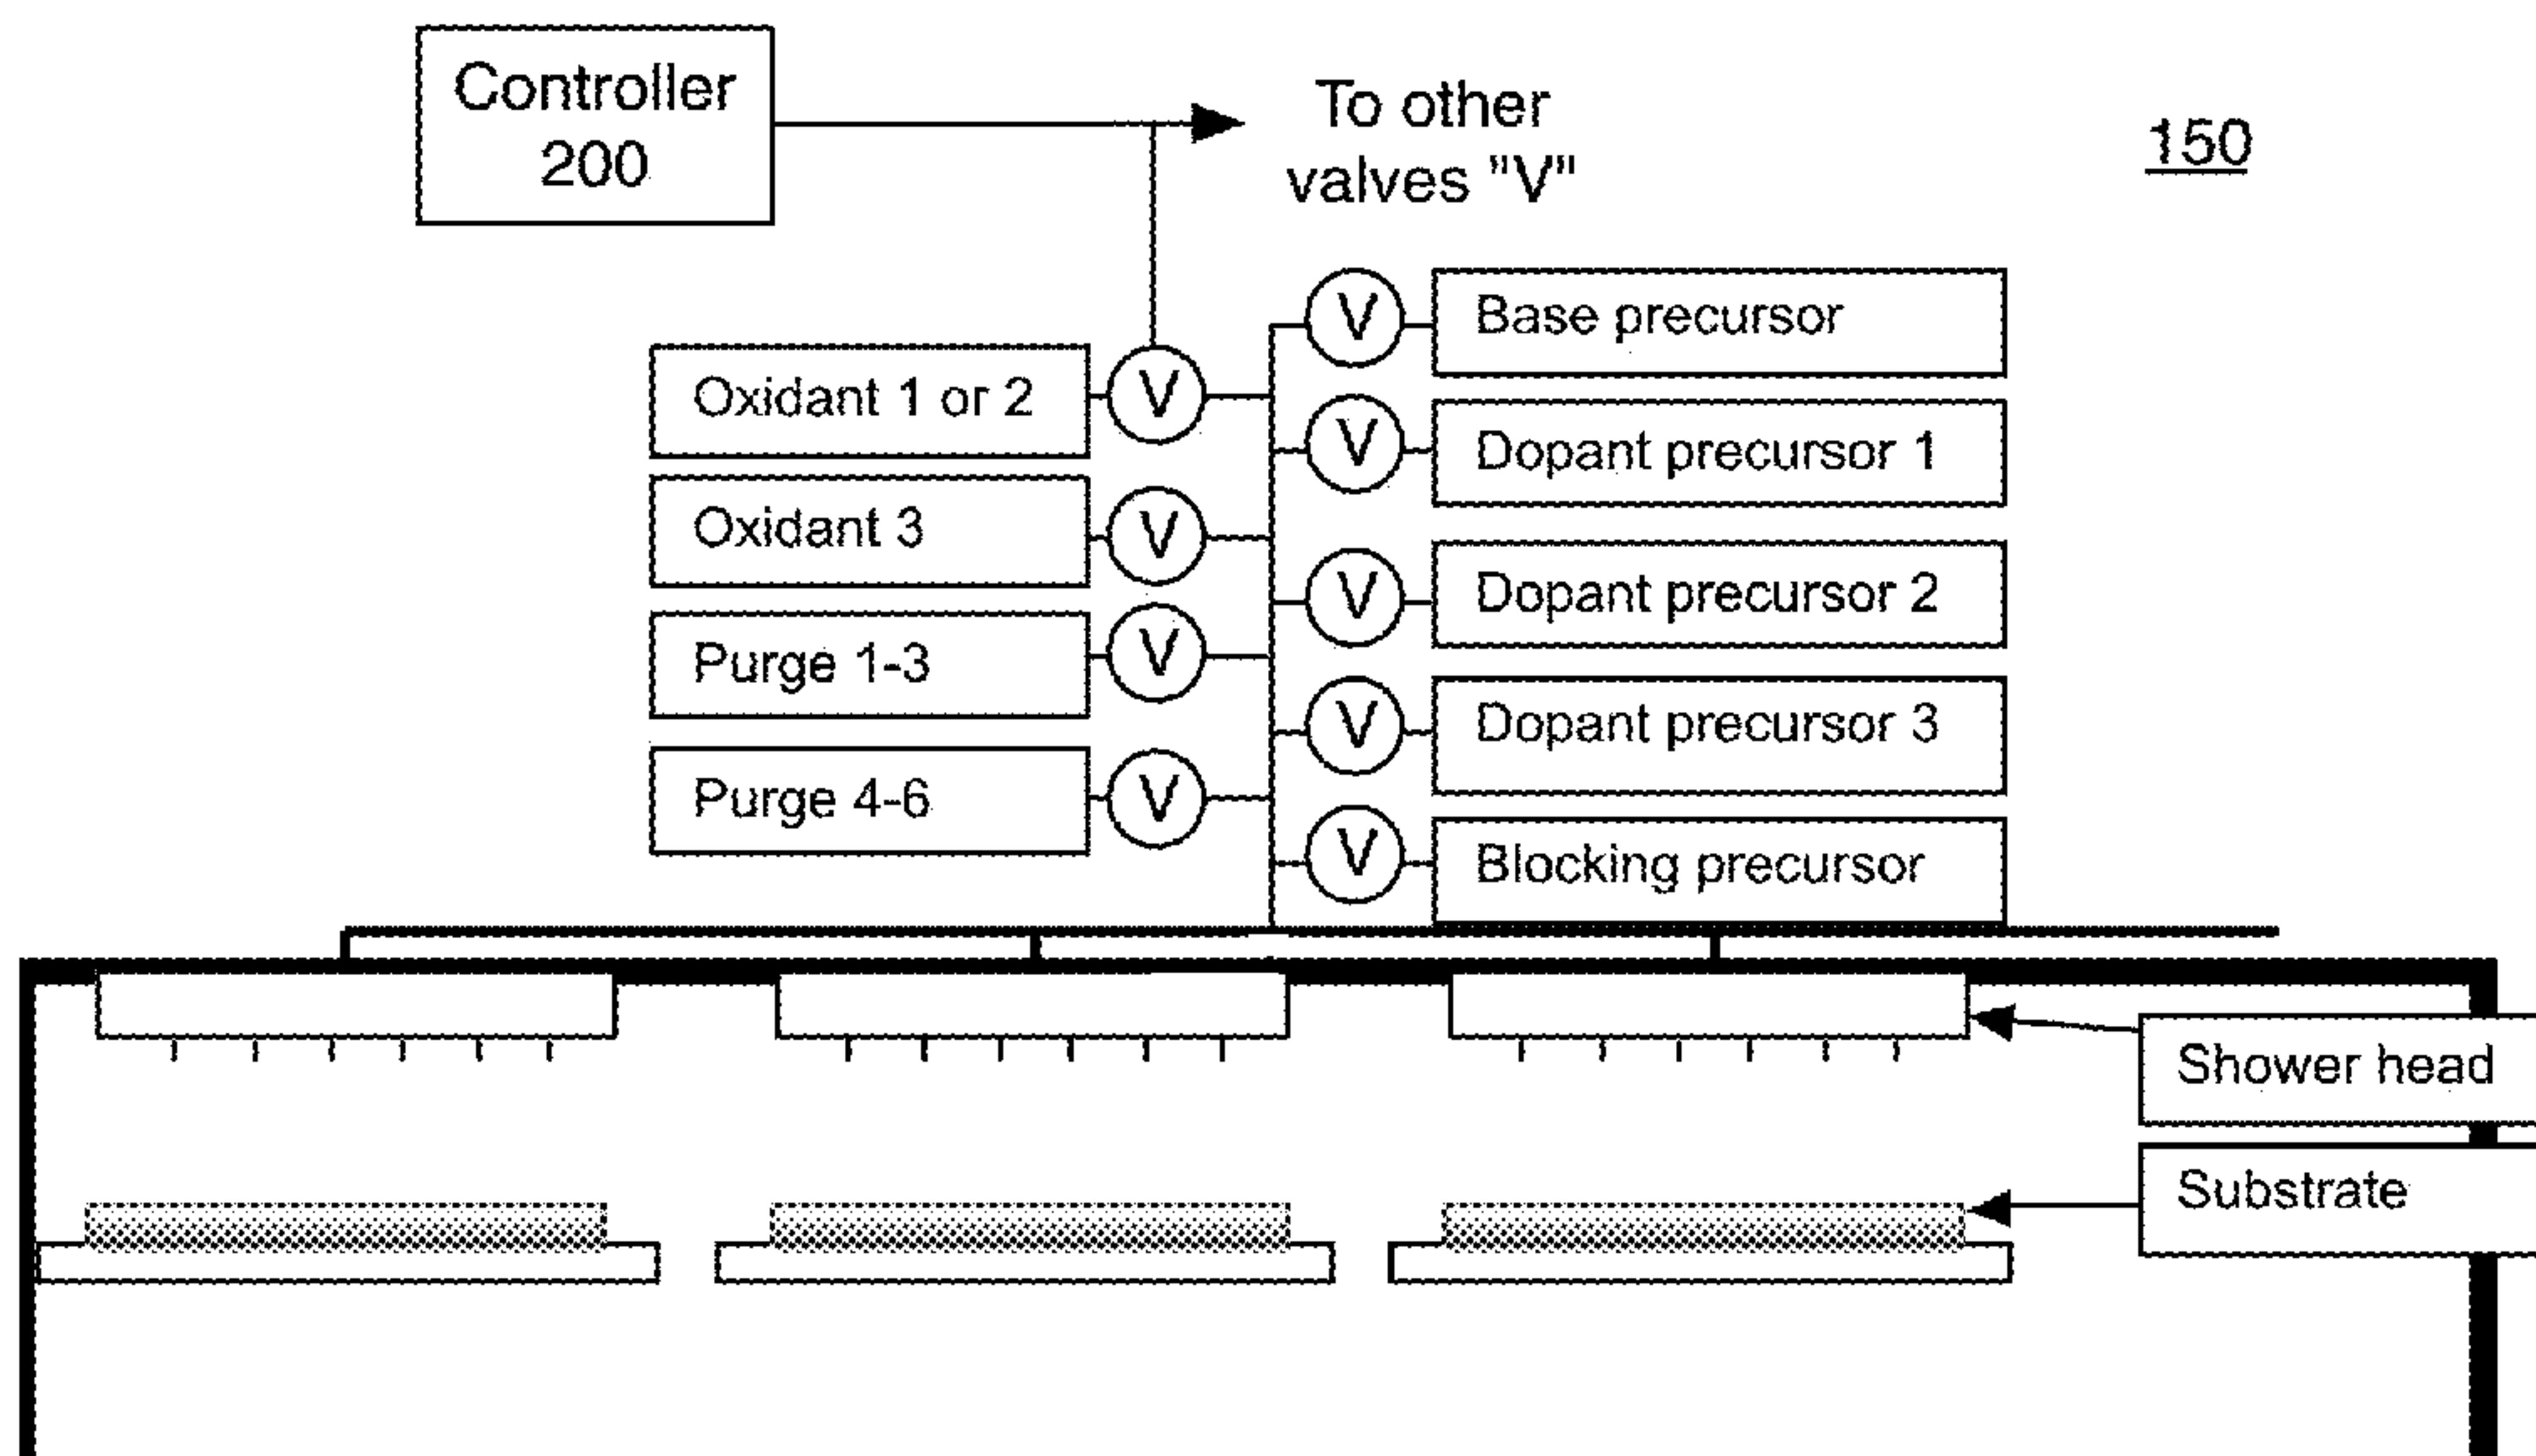 Controller
200
To other
valves "V"
150
V
Base precursor
Oxidant 1 or 2
V
V
Dopant precursor 1
Oxidant 3
V
V
Dopant precursor 2
Purge 1-3
V
V
Dopant precursor 3
Purge 4-6
V
V
Blocking precursor
Shower head
Substrate